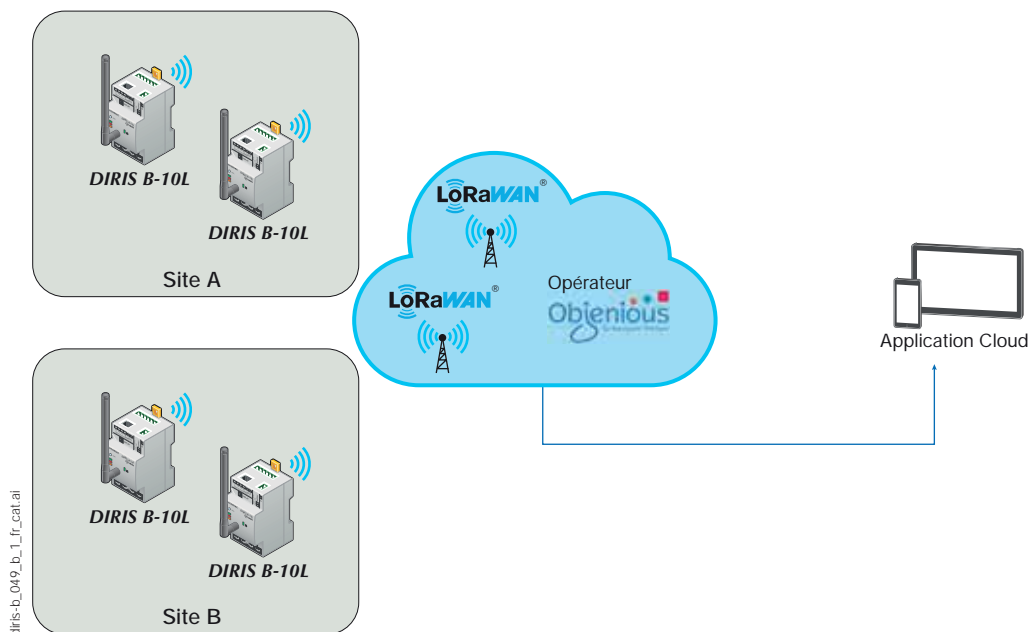 DIRIS B-10L
DIRIS B-10L
Site A
LoRaWAN®
LoRaWAN®
Opérateur
Objenious
Application Cloud
DIRIS B-10L
DIRIS B-10L
Site B
diris-b_049_b_1_fr_cat.ai